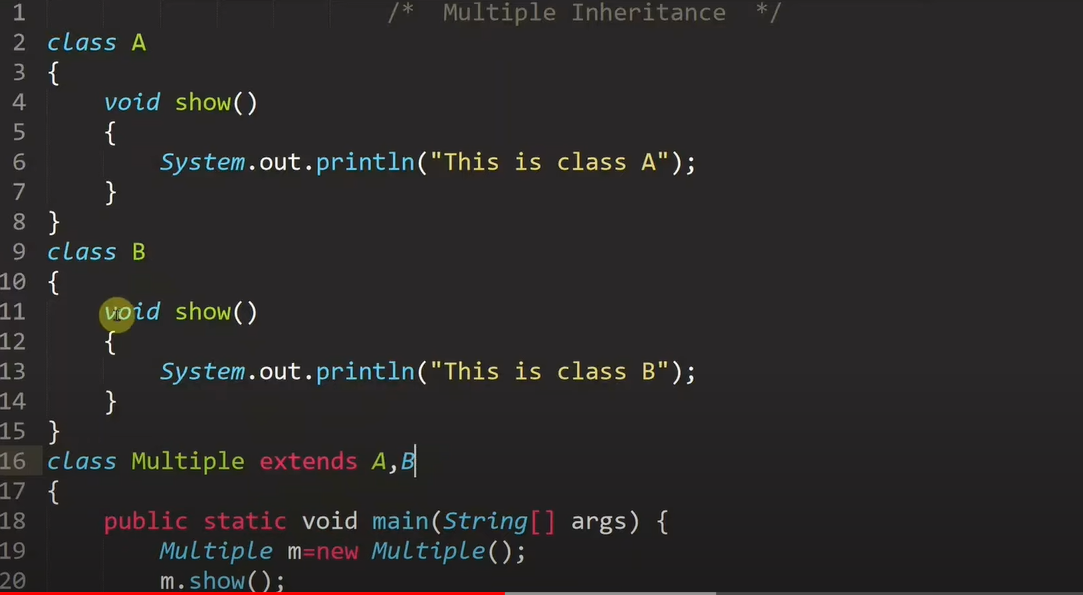 1 /* Multiple Inheritance */
2 class A
3 {
4 void show()
5 {
6 System.out.println("This is class A");
7 }
8 }
9 class B
10 {
11 void show()
12 {
13 System.out.println("This is class B");
14 }
15 }
16 class Multiple extends A,B
17 {
18 public static void main(String[] args) {
19 Multiple m=new Multiple();
20 m.show();